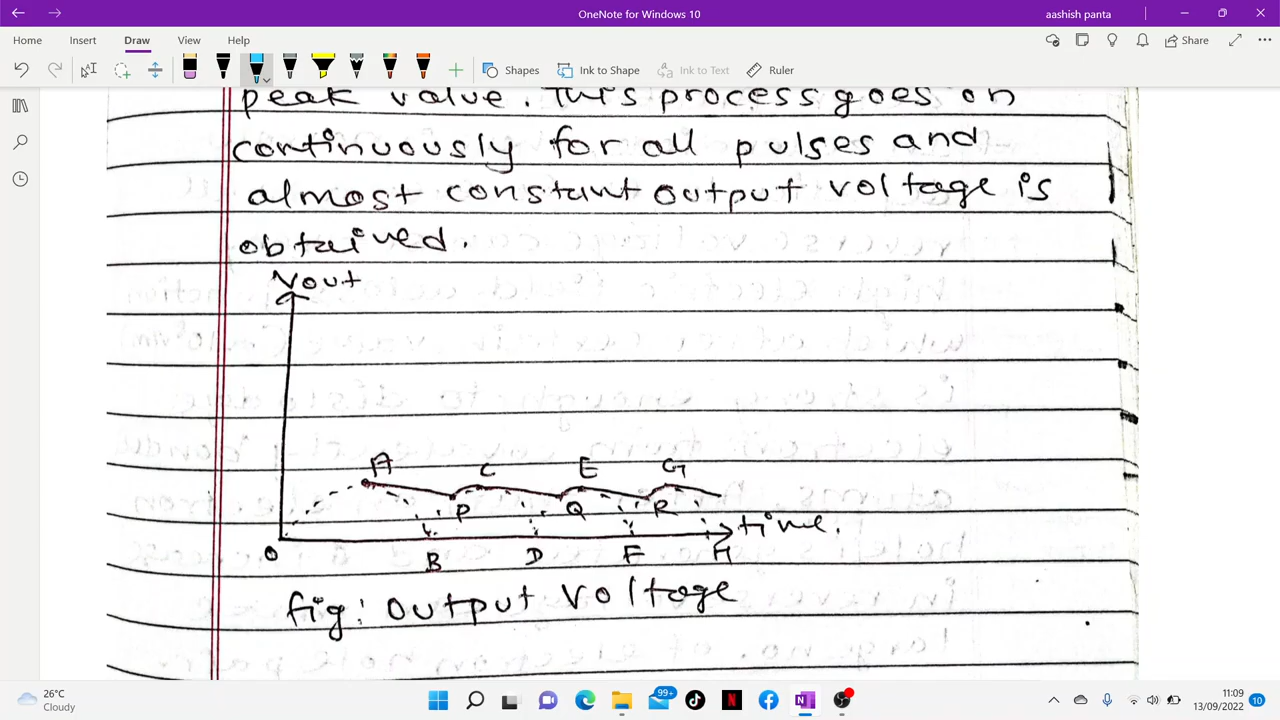 OneNote for Windows 10
aashish panta
Home Insert Draw View Help
Share
Shapes Ink to Shape Ink to Text Ruler
peak value. This process goes on
continuously for all pulses and
almost constant output voltage is
obtained.
Vout
A C E G
P Q R
time.
O
B D F H
fig: output voltage
26°C
Cloudy
99+
11:09
13/09/2022
10